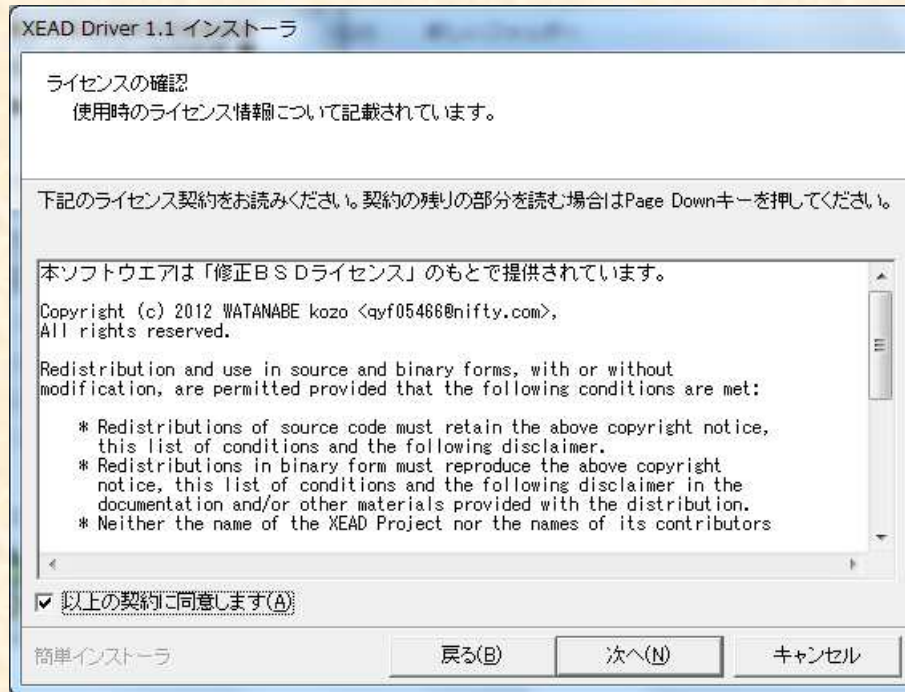 XEAD Driver 1.1 インストーラ
ライセンスの確認
使用時のライセンス情報について記載されています。
下記のライセンス契約をお読みください。契約の残りの部分を読む場合はPage Downキーを押してください。
本ソフトウエアは「修正ＢＳＤライセンス」のもとで提供されています。
Copyright (c) 2012 WATANABE kozo <qyf05466@nifty.com>,
All rights reserved.
Redistribution and use in source and binary forms, with or without
modification, are permitted provided that the following conditions are met:
* Redistributions of source code must retain the above copyright notice,
this list of conditions and the following disclaimer.
* Redistributions in binary form must reproduce the above copyright
notice, this list of conditions and the following disclaimer in the
documentation and/or other materials provided with the distribution.
* Neither the name of the XEAD Project nor the names of its contributors
以上の契約に同意します(A)
簡単インストーラ
戻る(B)
次へ(N)
キャンセル